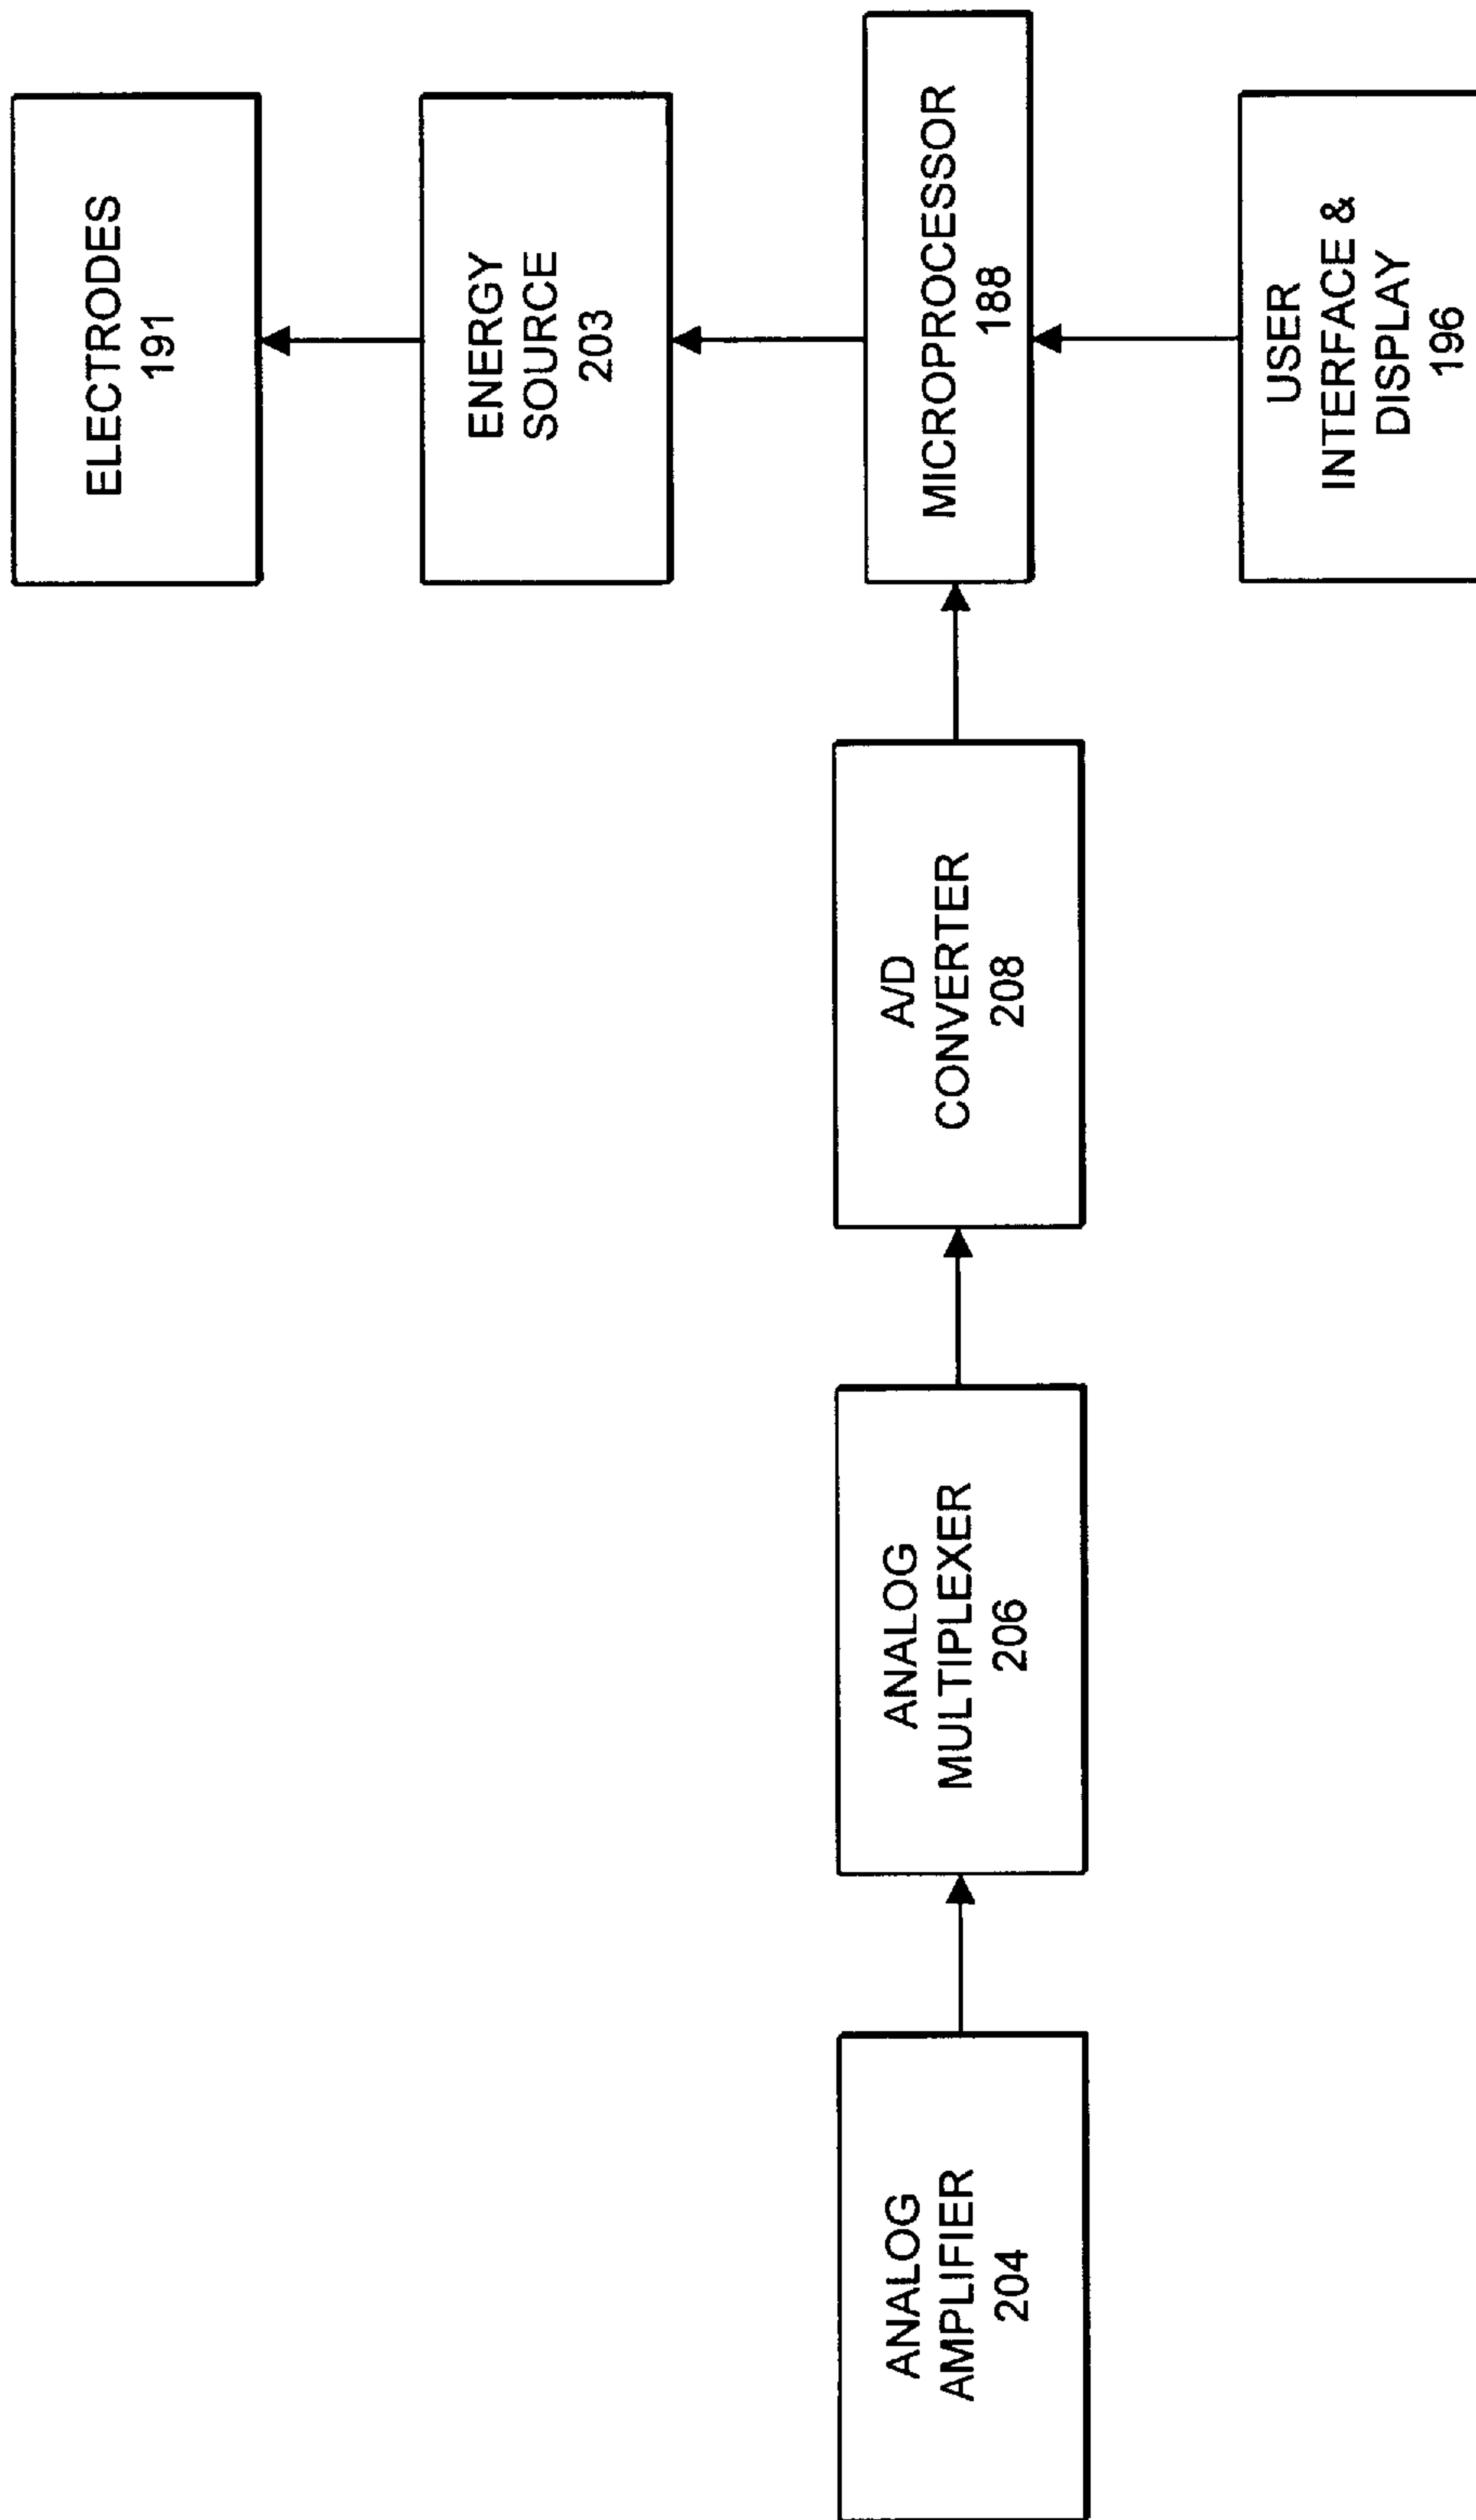 ELECTRODES
191
ENERGY
SOURCE
203
MICROPROCESSOR
188
USER
INTERFACE &
DISPLAY
196
A/D
CONVERTER
208
ANALOG
MULTIPLEXER
206
ANALOG
AMPLIFIER
204